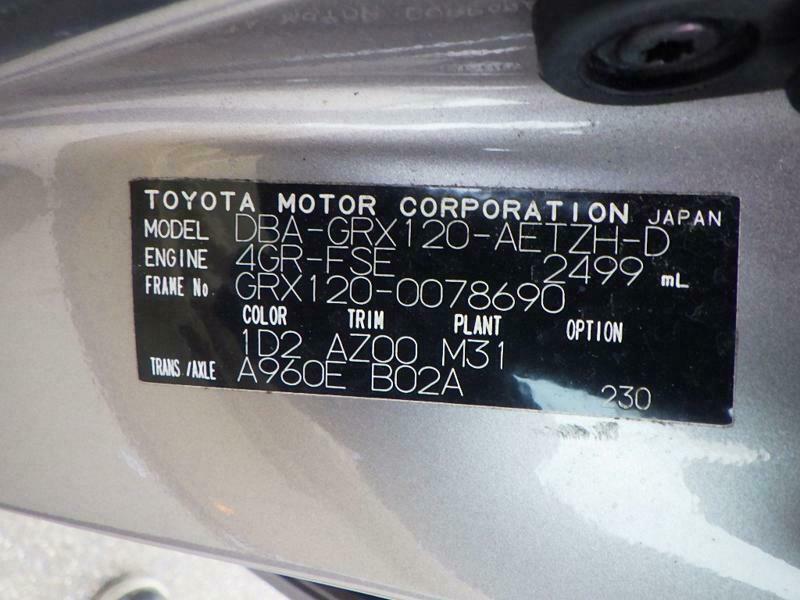 TOYOTA MOTOR CORPORATION JAPAN
MODEL DBA-GRX120-AETZH-D
ENGINE 4GR-FSE 2499 mL
FRAME No. GRX120-0078690
COLOR TRIM PLANT OPTION
1D2 AZ00 M31
TRANS./AXLE A960E B02A
230